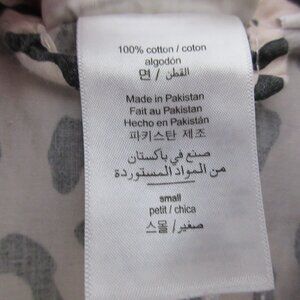 100% cotton / coton
algodón
면 / القطن
Made in Pakistan
Fait au Pakistan
Hecho en Pakistán
파키스탄 제조
صنع في باكستان
من المواد المستوردة
small
petit / chica
스몰 / صغير